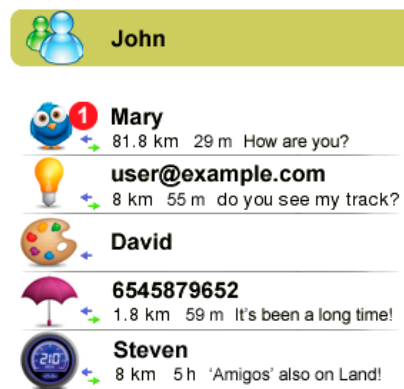 John
1
Mary
81.8 km 29 m How are you?
user@example.com
8 km 55 m do you see my track?
David
6545879652
1.8 km 59 m It's been a long time!
210
Steven
8 km 5 h 'Amigos' also on Land!